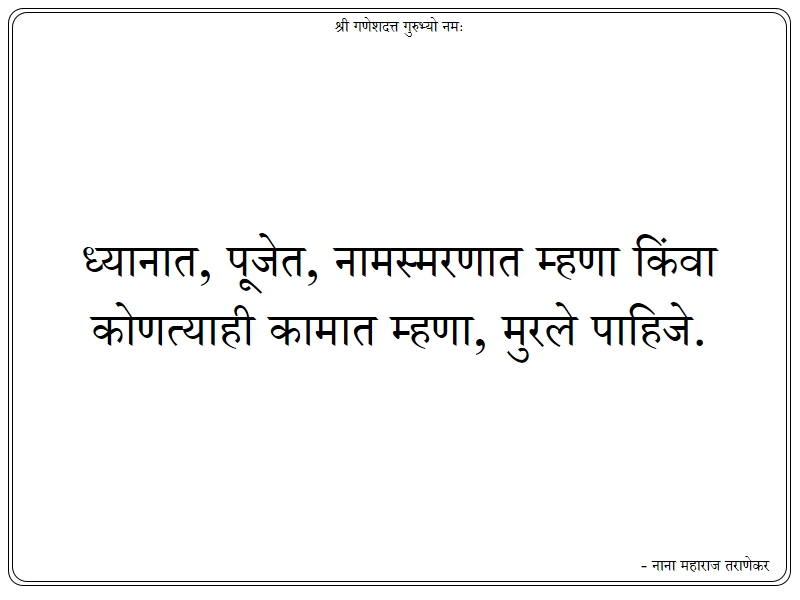 श्री गणेशदत्त गुरुभ्यो नमः
ध्यानात, पूजेत, नामस्मरणात म्हणा किंवा
कोणत्याही कामात म्हणा, मुरले पाहिजे.
- नाना महाराज तराणेकर